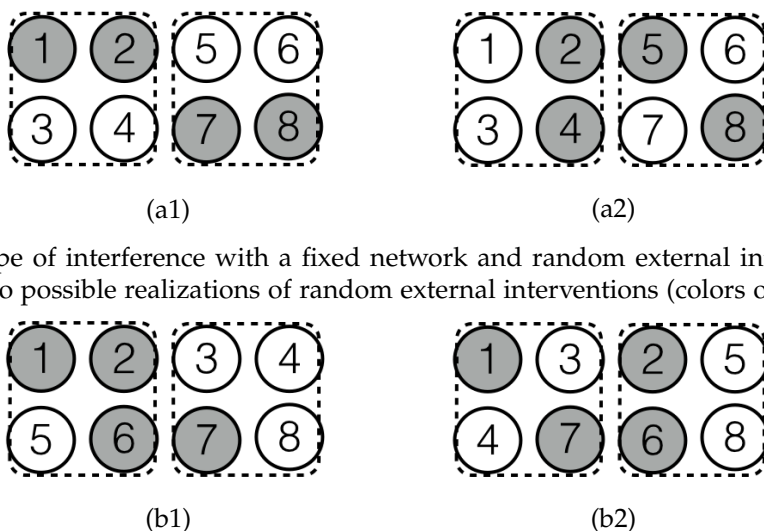 1 2 5 6 1 2 5 6
3 4 7 8 3 4 7 8
(a1) (a2)
of interference with a fixed network and random external
possible realizations of random external interventions (colors
1 2 3 4 1 3 2 5
5 6 7 8 4 7 6 8
(b1) (b2)